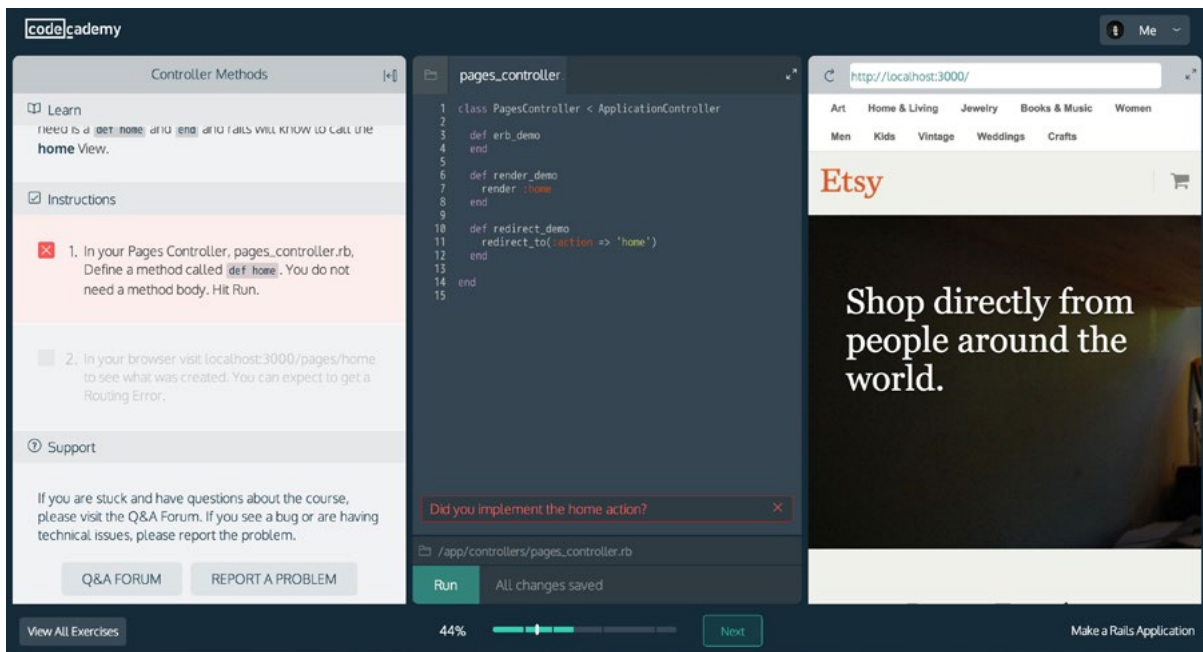 codecademy
Me
Controller Methods
Learn
need is a def home and end and rails will know to call the
home View.
Instructions
1. In your Pages Controller, pages_controller.rb,
Define a method called def home. You do not
need a method body. Hit Run.
2. In your browser visit localhost:3000/pages/home
to see what was created. You can expect to get a
Routing Error.
Support
If you are stuck and have questions about the course,
please visit the Q&A Forum. If you see a bug or are having
technical issues, please report the problem.
Q&A FORUM REPORT A PROBLEM
View All Exercises
pages_controller.
1 class PagesController < ApplicationController
2
3 def erb_demo
4 end
5
6 def render_demo
7 render :home
8 end
9
10 def redirect_demo
11 redirect_to(:action => 'home')
12 end
13
14 end
15
Did you implement the home action?
/app/controllers/pages_controller.rb
Run All changes saved
44% Next
http://localhost:3000/
Art Home & Living Jewelry Books & Music Women
Men Kids Vintage Weddings Crafts
Etsy
Shop directly from
people around the
world.
Make a Rails Application